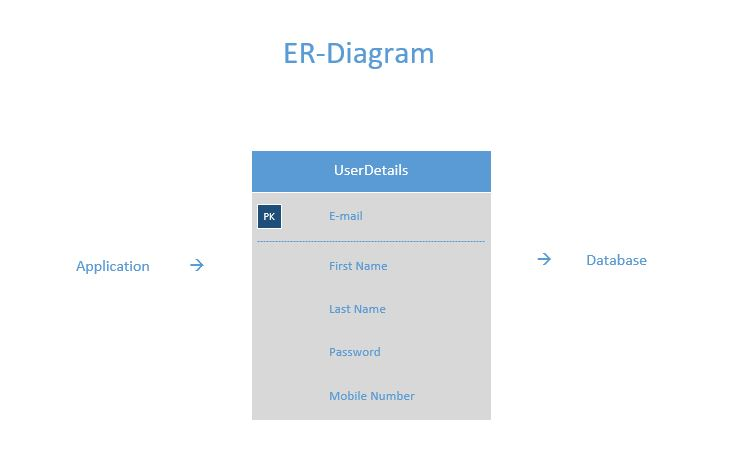 ER-Diagram
UserDetails
PK E-mail
First Name
Application → → Database
Last Name
Password
Mobile Number